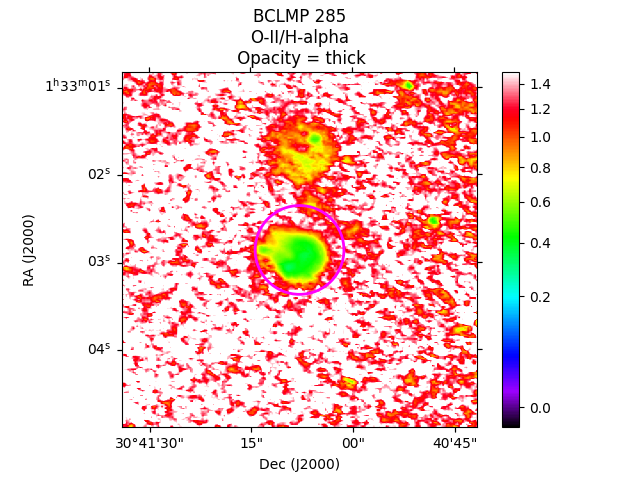 BCLMP 285
O-II/H-alpha
Opacity = thick
1ʰ33ᵐ01ˢ
02ˢ
03ˢ
04ˢ
RA (J2000)
30°41'30"
15"
00"
40'45"
Dec (J2000)
1.4
1.2
1.0
0.8
0.6
0.4
0.2
0.0